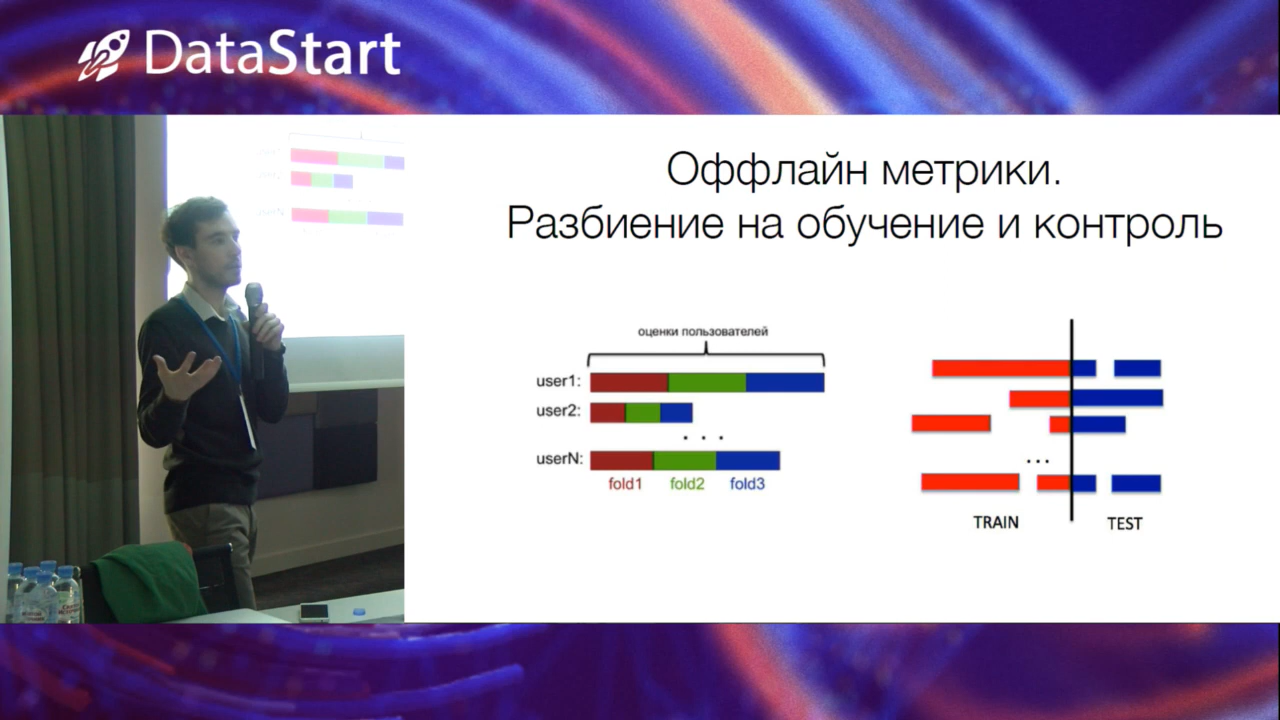 DataStart
Оффлайн метрики.
Разбиение на обучение и контроль
оценки пользователей
user1:
user2:
. . .
userN:
fold1 fold2 fold3
...
TRAIN TEST